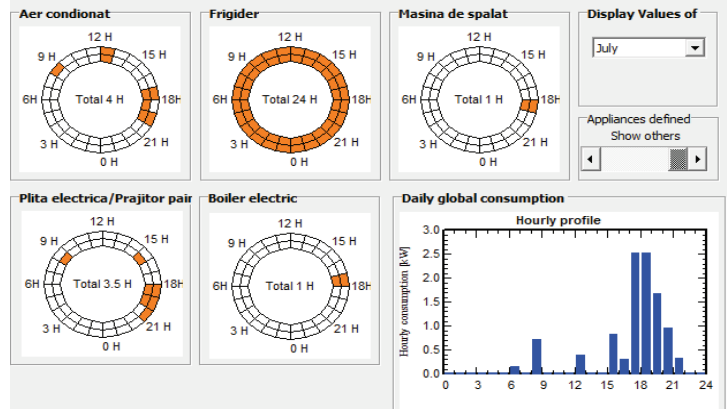 Aer condionat
12 H
9 H
15 H
6H
Total 4 H
18H
3 H
21 H
0 H
Frigider
12 H
9 H
15 H
6H
Total 24 H
18H
3 H
21 H
0 H
Masina de spalat
12 H
9 H
15 H
6H
Total 1 H
18H
3 H
21 H
0 H
Display Values of
July
Appliances defined
Show others
Plita electrica/Prajitor pair
12 H
9 H
15 H
6H
Total 3.5 H
18H
3 H
21 H
0 H
Boiler electric
12 H
9 H
15 H
6H
Total 1 H
18H
3 H
21 H
0 H
Daily global consumption
Hourly profile
Hourly consumption [kW]
3.0
2.5
2.0
1.5
1.0
0.5
0.0
0 3 6 9 12 15 18 21 24